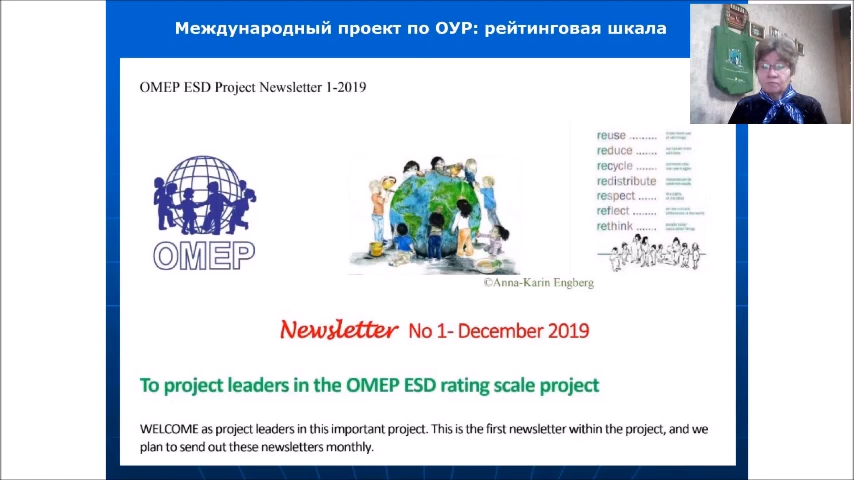 Международный проект по ОУР: рейтинговая шкала
OMEP ESD Project Newsletter 1-2019
OMEP
reuse .........
reduce .......
recycle .......
redistribute
respect ......
reflect ........
rethink .......
©Anna-Karin Engberg
Newsletter No 1- December 2019
To project leaders in the OMEP ESD rating scale project
WELCOME as project leaders in this important project. This is the first newsletter within the project, and we
plan to send out these newsletters monthly.